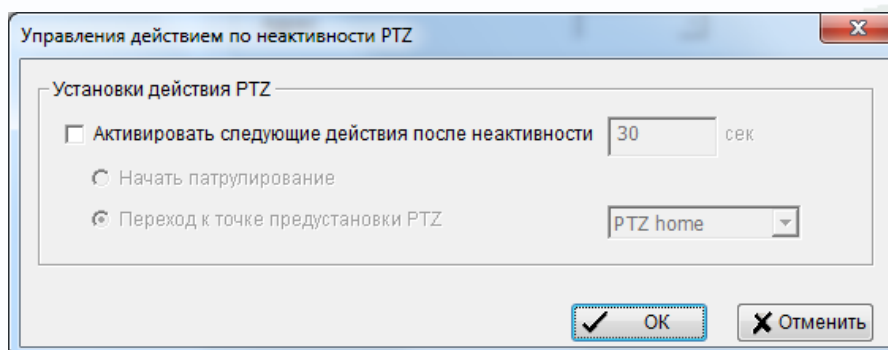 Управления действием по неактивности PTZ
Установки действия PTZ
Активировать следующие действия после неактивности 30 сек
Начать патрулирование
Переход к точке предустановки PTZ PTZ home
ОК Отменить